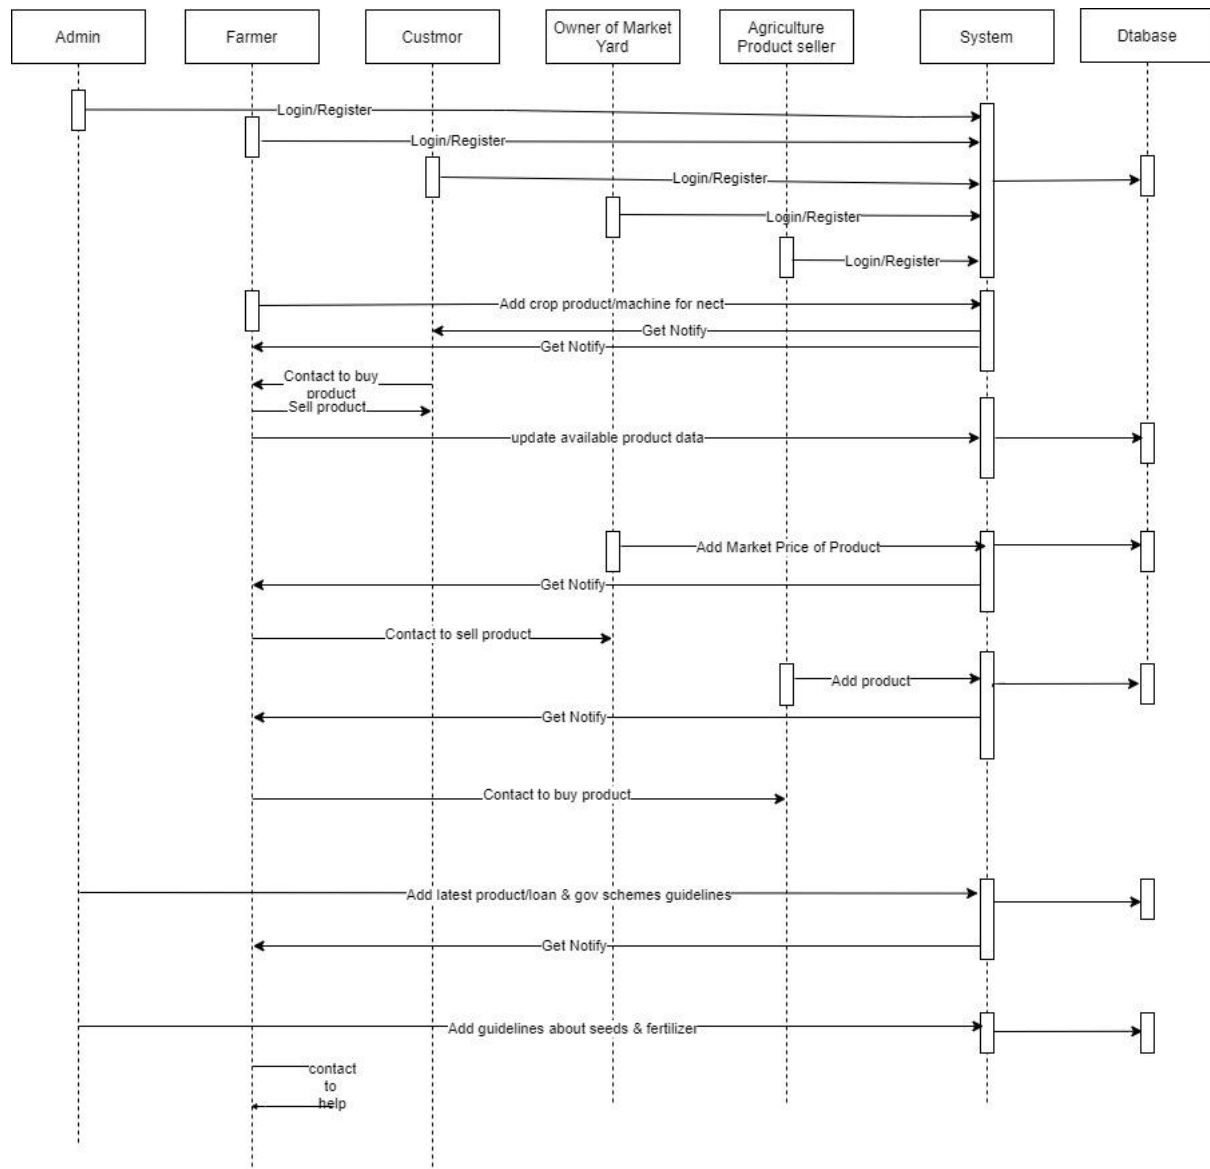 Admin
Farmer
Custmor
Owner of Market
Yard
Agriculture
Product seller
System
Dtabase
Login/Register
Login/Register
Login/Register
Login/Register
Login/Register
Add crop product/machine for nect
Get Notify
Get Notify
Contact to buy
product
Sell product
update available product data
Add Market Price of Product
Get Notify
Contact to sell product
Add product
Get Notify
Contact to buy product
Add latest product/loan & gov schemes guidelines
Get Notify
Add guidelines about seeds & fertilizer
contact
to
help